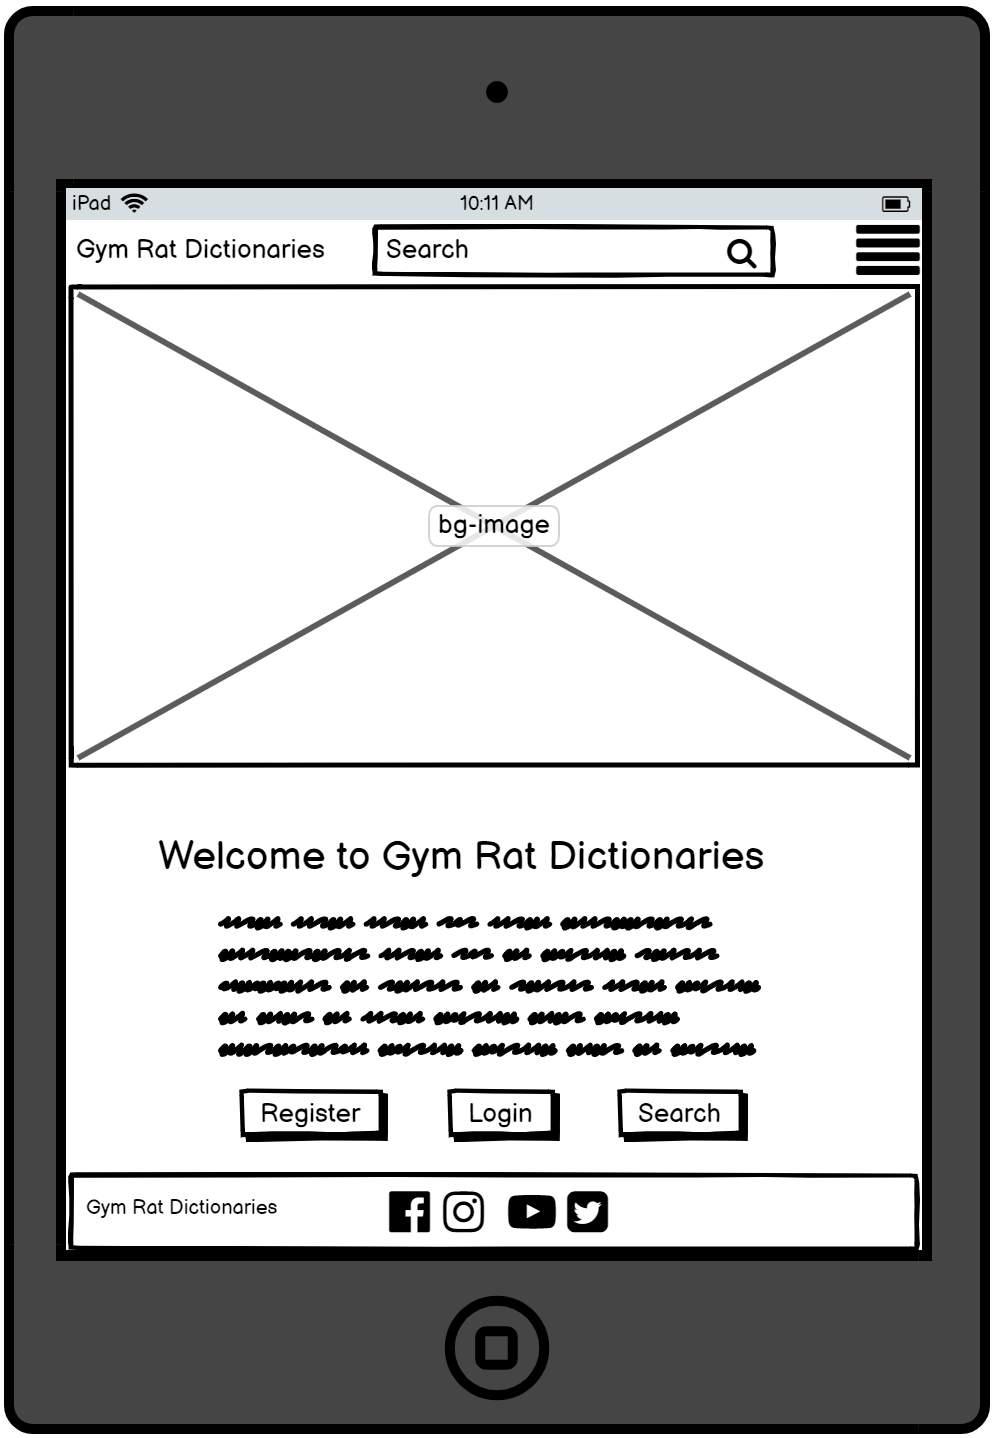 iPad 10:11 AM
Gym Rat Dictionaries Search
bg-image
Welcome to Gym Rat Dictionaries
Register Login Search
Gym Rat Dictionaries